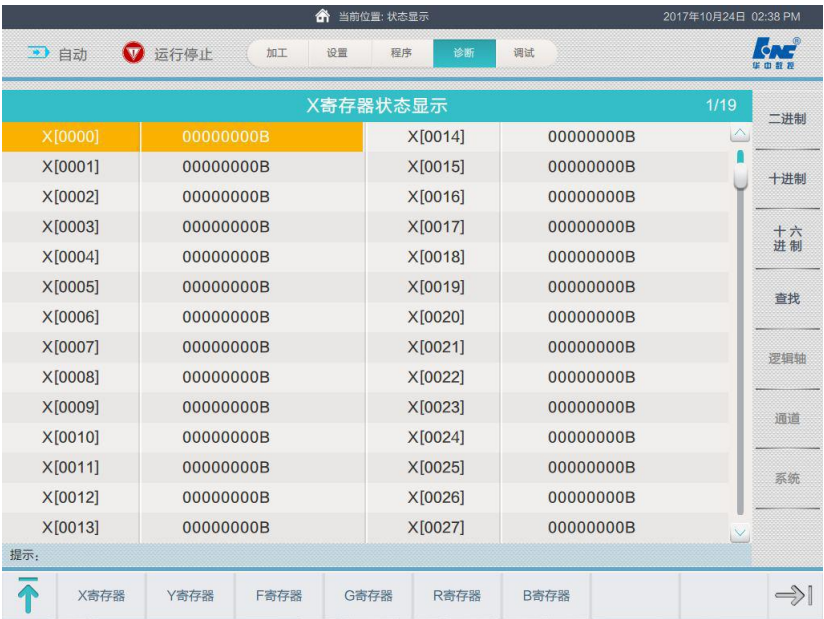 当前位置: 状态显示 2017年10月24日 02:38 PM
自动 运行停止 加工 设置 程序 诊断 调试 HNC® 华中数控
X寄存器状态显示 1/19
X[0000] 00000000B X[0014] 00000000B
X[0001] 00000000B X[0015] 00000000B
X[0002] 00000000B X[0016] 00000000B
X[0003] 00000000B X[0017] 00000000B
X[0004] 00000000B X[0018] 00000000B
X[0005] 00000000B X[0019] 00000000B
X[0006] 00000000B X[0020] 00000000B
X[0007] 00000000B X[0021] 00000000B
X[0008] 00000000B X[0022] 00000000B
X[0009] 00000000B X[0023] 00000000B
X[0010] 00000000B X[0024] 00000000B
X[0011] 00000000B X[0025] 00000000B
X[0012] 00000000B X[0026] 00000000B
X[0013] 00000000B X[0027] 00000000B
二进制
十进制
十六
进制
查找
逻辑轴
通道
系统
提示:
X寄存器 Y寄存器 F寄存器 G寄存器 R寄存器 B寄存器